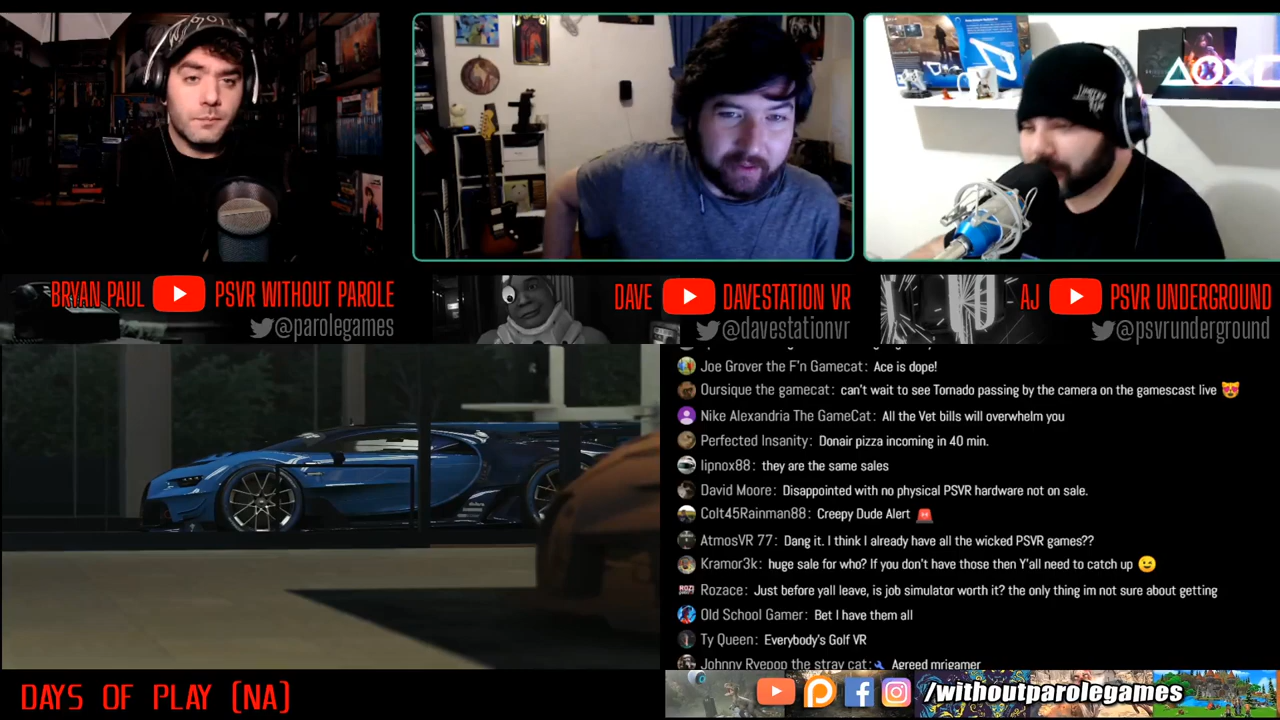 BRYAN PAUL PSVR WITHOUT PAROLE
@parolegames
DAVE DAVESTATION VR
@davestationvr
AJ PSVR UNDERGROUND
@psvrunderground
Joe Grover the F'n Gamecat: Ace is dope!
Oursique the gamecat: can't wait to see Tornado passing by the camera on the gamescast live 😻
Nike Alexandria The GameCat: All the Vet bills will overwhelm you
Perfected Insanity: Donair pizza incoming in 40 min.
lipnox88: they are the same sales
David Moore: Disappointed with no physical PSVR hardware not on sale.
Colt45Rainman88: Creepy Dude Alert 🚨
AtmosVR 77: Dang it. I think I already have all the wicked PSVR games??
Kramor3k: huge sale for who? If you don't have those then Y'all need to catch up 😉
Rozace: Just before yall leave, is job simulator worth it? the only thing im not sure about getting
Old School Gamer: Bet I have them all
Ty Queen: Everybody's Golf VR
Johnny Ryepop the stray cat🔧: Agreed mrjgamer
DAYS OF PLAY (NA)
/withoutparolegames